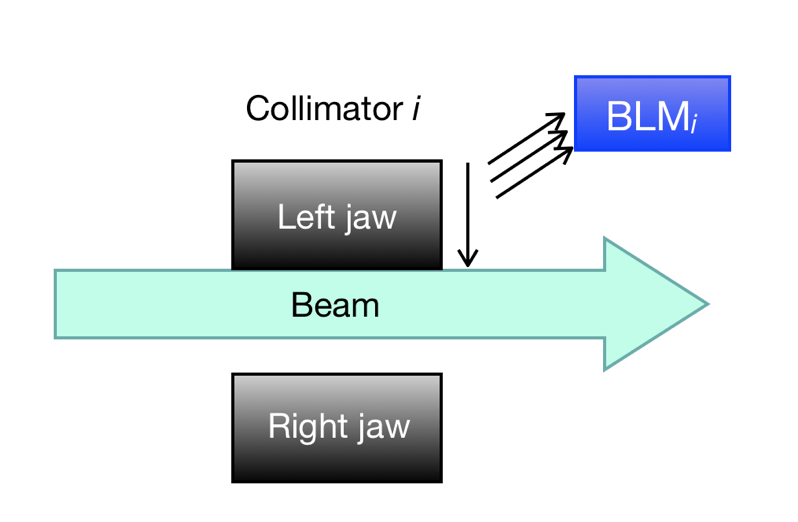 Collimator i
BLMi
Left jaw
Beam
Right jaw